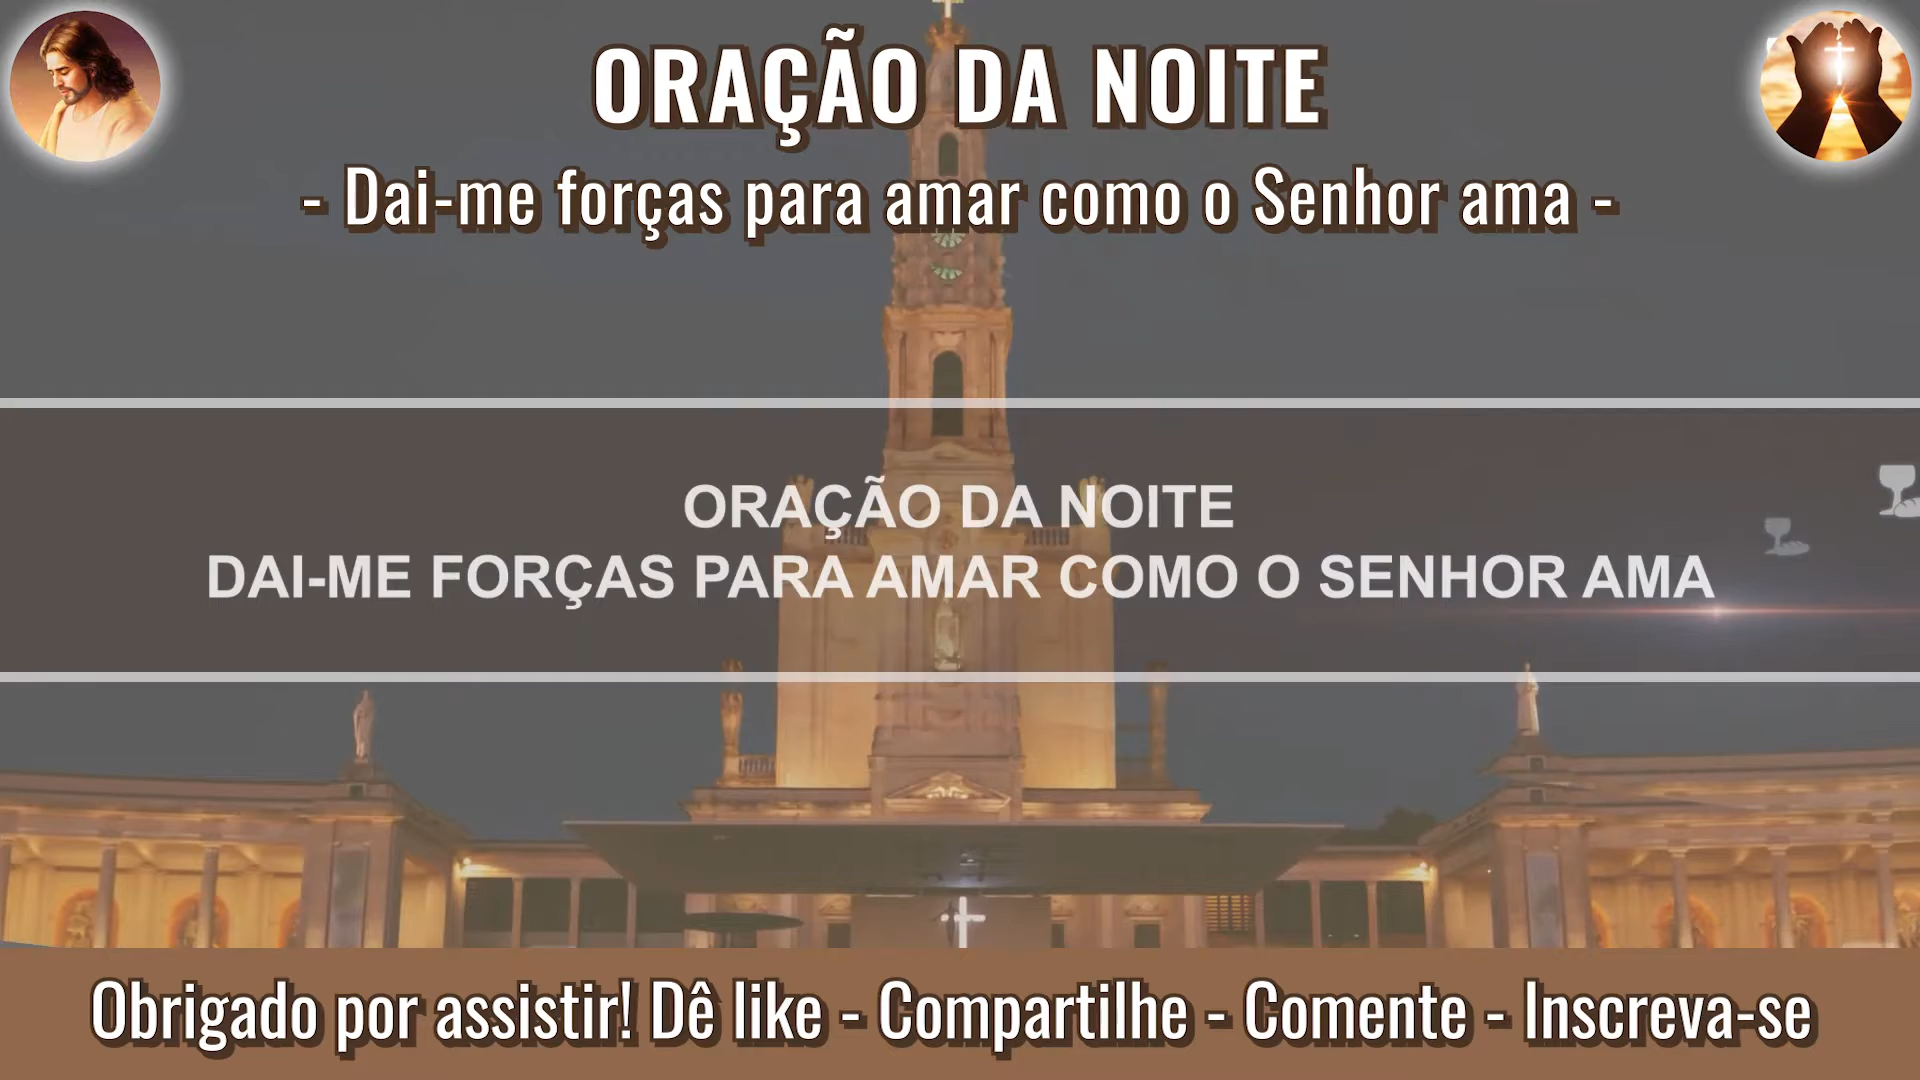 ORAÇÃO DA NOITE
- Dai-me forças para amar como o Senhor ama -
ORAÇÃO DA NOITE
DAI-ME FORÇAS PARA AMAR COMO O SENHOR AMA
Obrigado por assistir! Dê like - Compartilhe - Comente - Inscreva-se